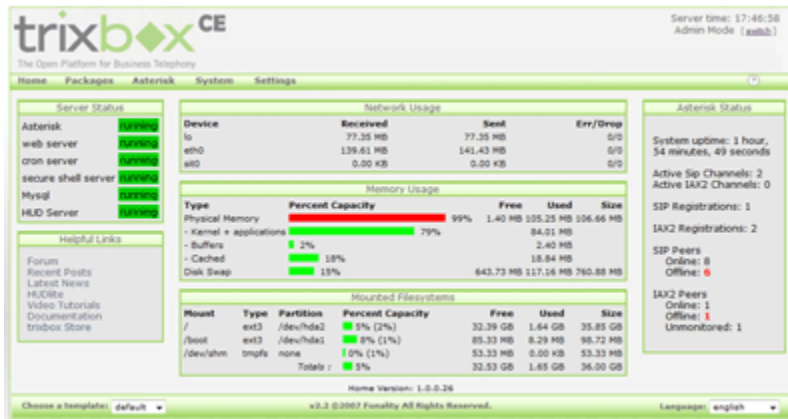 trixbox CE
The Open Platform for Business Telephony
Server time: 17:46:58
Admin Mode [ switch ]
Home Packages Asterisk System Settings
Server Status
Asterisk running
web server running
cron server running
secure shell server running
Mysql running
HUD Server running
Helpful Links
Forum
Recent Posts
Latest News
HUDlite
Video Tutorials
Documentation
trixbox Store
Network Usage
Device Received Sent Err/Drop
lo 77.35 MB 77.35 MB 0/0
eth0 139.61 MB 141.43 MB 0/0
sit0 0.00 KB 0.00 KB 0/0
Memory Usage
Type Percent Capacity Free Used Size
Physical Memory 99% 1.40 MB 105.25 MB 106.66 MB
- Kernel + applications 79% 84.01 MB
- Buffers 2% 2.40 MB
- Cached 18% 18.84 MB
Disk Swap 15% 643.73 MB 117.16 MB 760.88 MB
Mounted Filesystems
Mount Type Partition Percent Capacity Free Used Size
/ ext3 /dev/hda2 5% (2%) 32.39 GB 1.64 GB 35.85 GB
/boot ext3 /dev/hda1 8% (1%) 85.33 MB 8.29 MB 98.72 MB
/dev/shm tmpfs none 0% (1%) 53.33 MB 0.00 KB 53.33 MB
Totals : 5% 32.53 GB 1.65 GB 36.00 GB
Asterisk Status
System uptime: 1 hour,
54 minutes, 49 seconds
Active Sip Channels: 2
Active IAX2 Channels: 0
SIP Registrations: 1
IAX2 Registrations: 2
SIP Peers
Online: 8
Offline: 6
IAX2 Peers
Online: 1
Offline: 1
Unmonitored: 1
Home Version: 1.0.0.26
Choose a template: default
v2.3 ©2007 Fonality All Rights Reserved.
Language: english